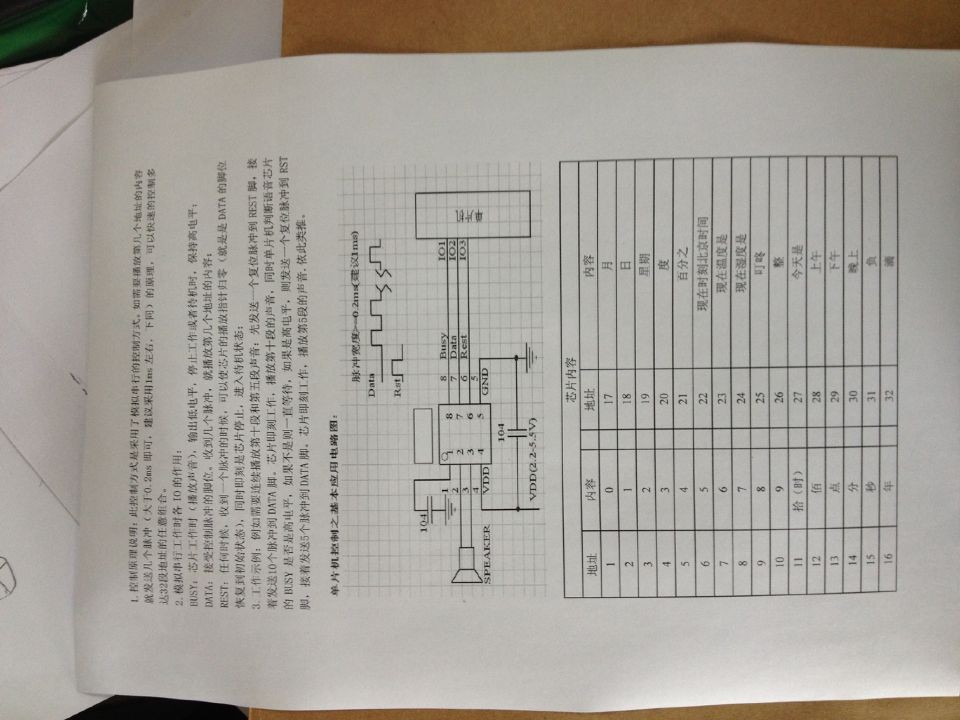 1.控制原理说明：此控制方式是采用了模拟串行的控制方式。如需要播放第几个地址的内容
就发送几个脉冲（大于0.2ms 即可，建议采用1ms 左右，下同）的原理，可以快速的控制多
达32段地址的任意组合。
2.模拟串行工作时各 IO 的作用：
BUSY：芯片工作时（播放声音），输出低电平，停止工作或者待机时，保持高电平；
DATA：接受控制脉冲的脚位。收到几个脉冲，就播放第几个地址的内容；
REST：任何时候，收到一个脉冲的时候，可以使芯片的播放指针归零（就是是 DATA 的脚位
恢复到初始状态），同时即刻是芯片停止，进入待机状态；
3.工作示例：例如需要连续播放第十段和第五段声音：先发送一个复位脉冲到 REST 脚，接
着发送10个脉冲到 DATA 脚。芯片即刻工作，播放第十段的声音，同时单片机判断语音芯片
的 BUSY 是否是高电平，如果不是则一直等待，如果是高电平，则发送一个复位脉冲到 RST
脚，接着发送5个脉冲到 DATA 脚。芯片即刻工作，播放第5段的声音.依此类推。
单片机控制之基本应用电路图：
脉冲宽度>=0.2ms(建议1ms)
Data
Rst
104
1 1 8 8 Busy IO1
2 2 7 7 Data IO2
3 3 6 6 Rest IO3
4 4 5 5
SPEAKER VDD GND
单片机
104
VDD(2.2-5.5V)
芯片内容
地址 内容 地址 内容
1 0 17 月
2 1 18 日
3 2 19 星期
4 3 20 度
5 4 21 百分之
6 5 22 现在时刻北京时间
7 6 23 现在温度是
8 7 24 现在湿度是
9 8 25 叮咚
10 9 26 整
11 拾（时） 27 今天是
12 佰 28 上午
13 点 29 下午
14 分 30 晚上
15 秒 31 负
16 年 32 滴